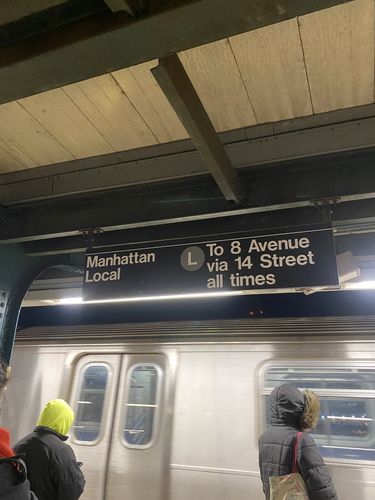 Manhattan
Local
L
To 8 Avenue
via 14 Street
all times